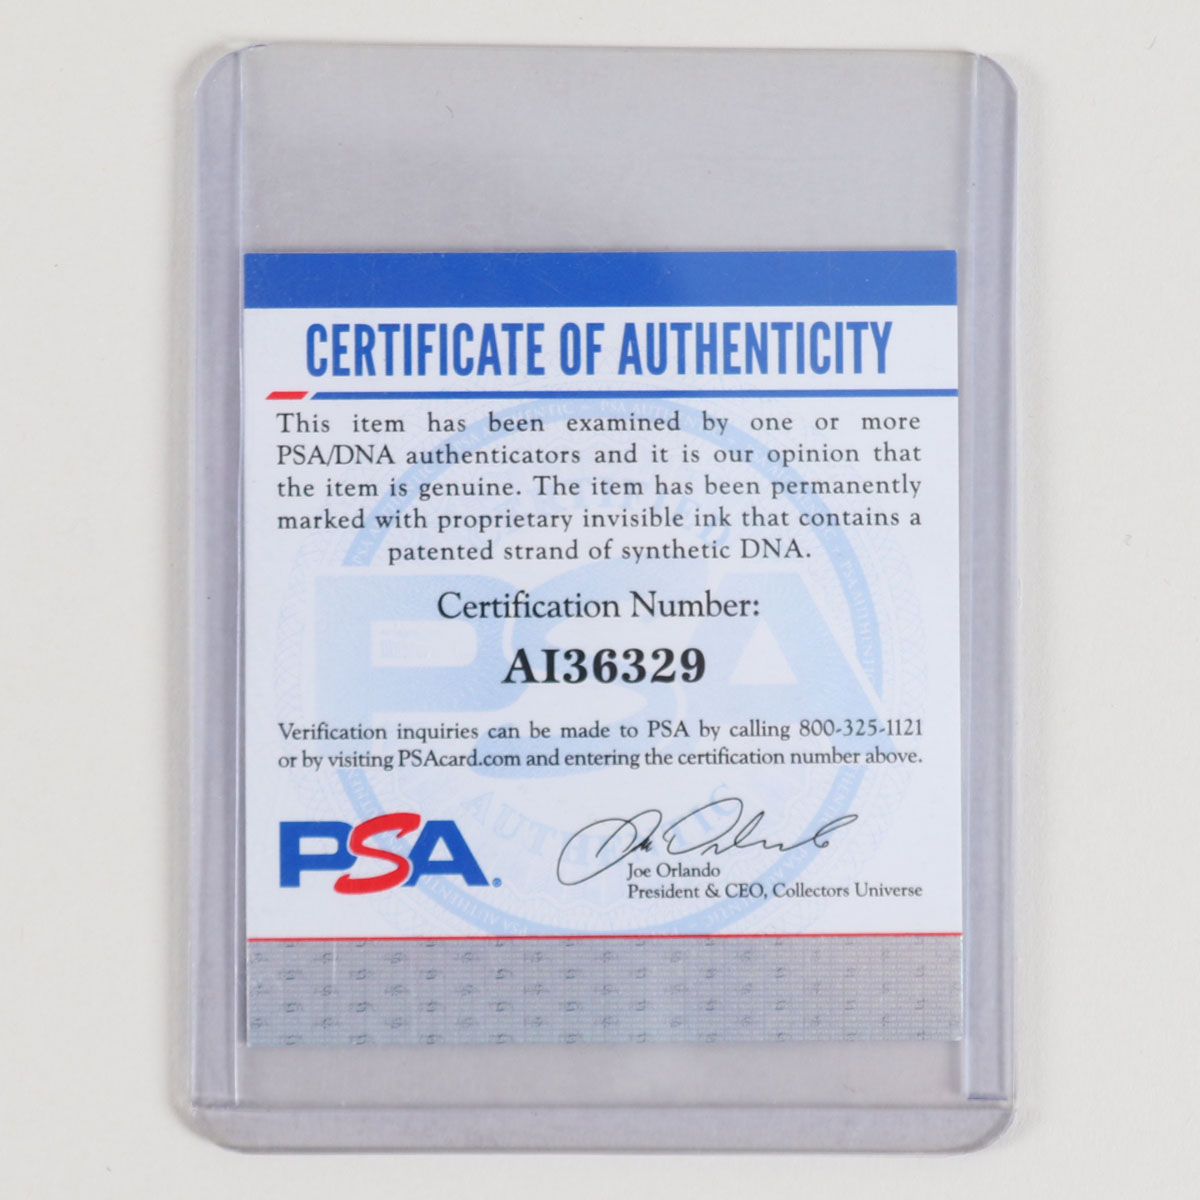 CERTIFICATE OF AUTHENTICITY
This item has been examined by one or more
PSA/DNA authenticators and it is our opinion that
the item is genuine. The item has been permanently
marked with proprietary invisible ink that contains a
patented strand of synthetic DNA.
Certification Number:
AI36329
Verification inquiries can be made to PSA by calling 800-325-1121
or by visiting PSAcard.com and entering the certification number above.
PSA.
Joe Orlando
President & CEO, Collectors Universe
PSA
AUTHENTIC